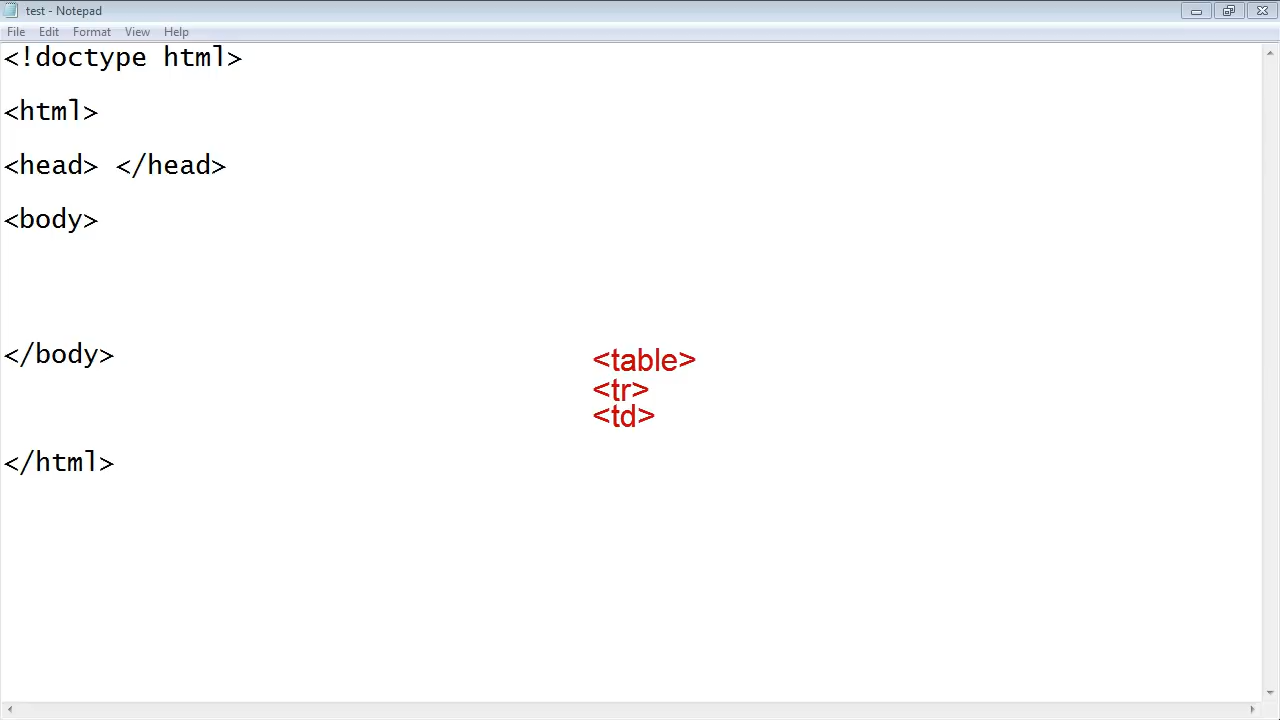 test - Notepad
File Edit Format View Help
<!doctype html>
<html>
<head> </head>
<body>
</body>
<table>
<tr>
<td>
</html>